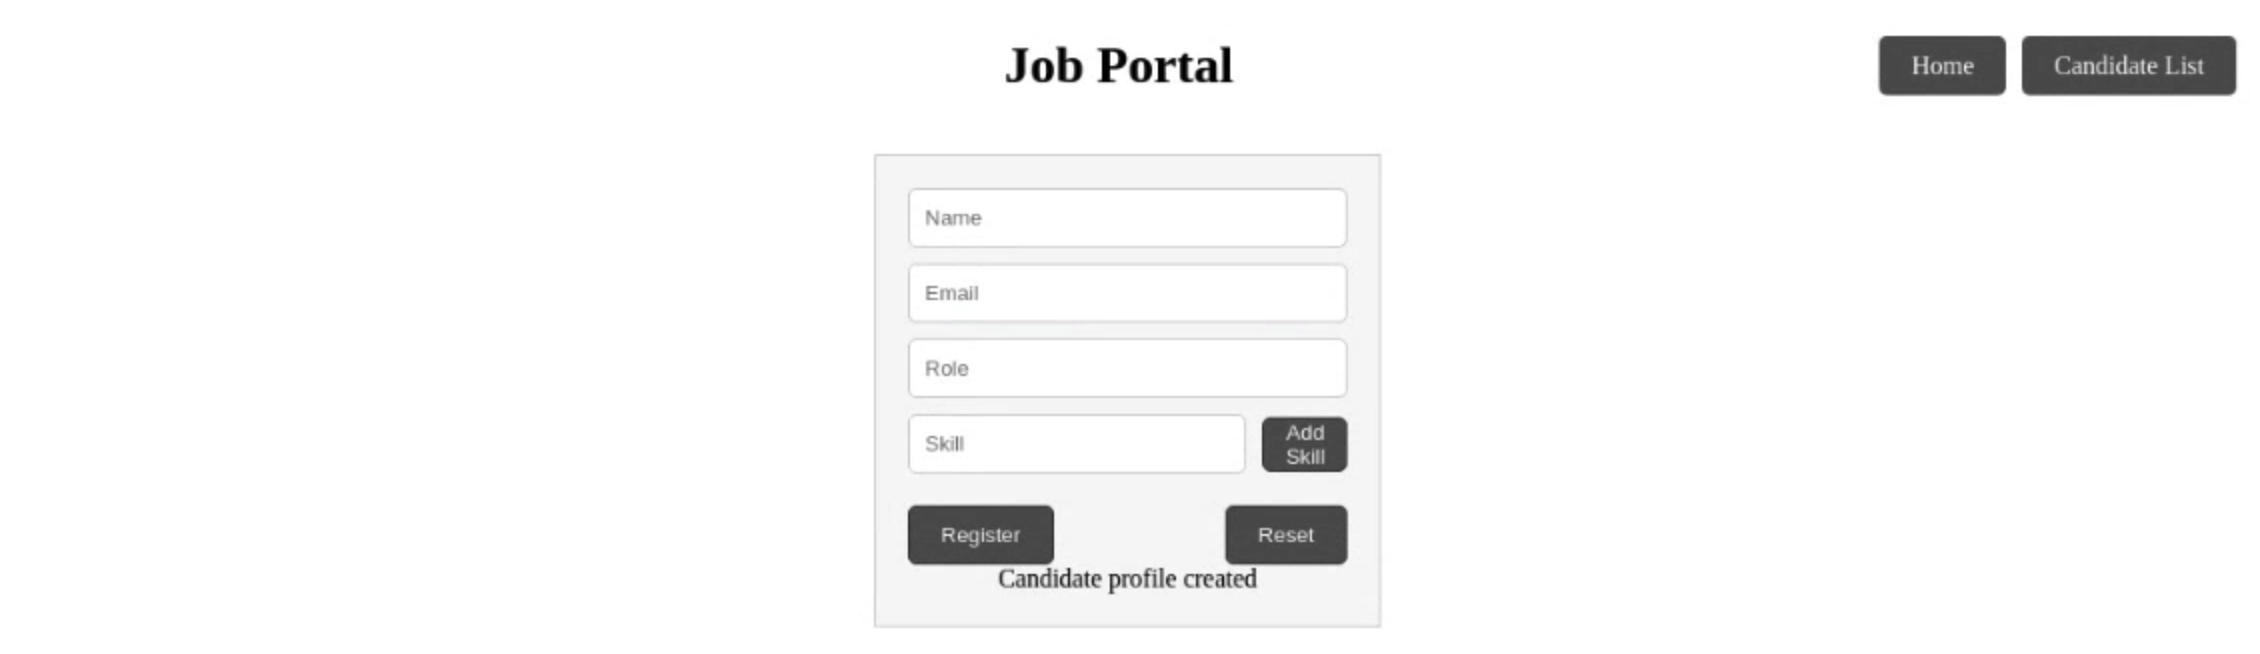 Job Portal
Home
Candidate List
Name
Email
Role
Skill
Add
Skill
Register
Reset
Candidate profile created